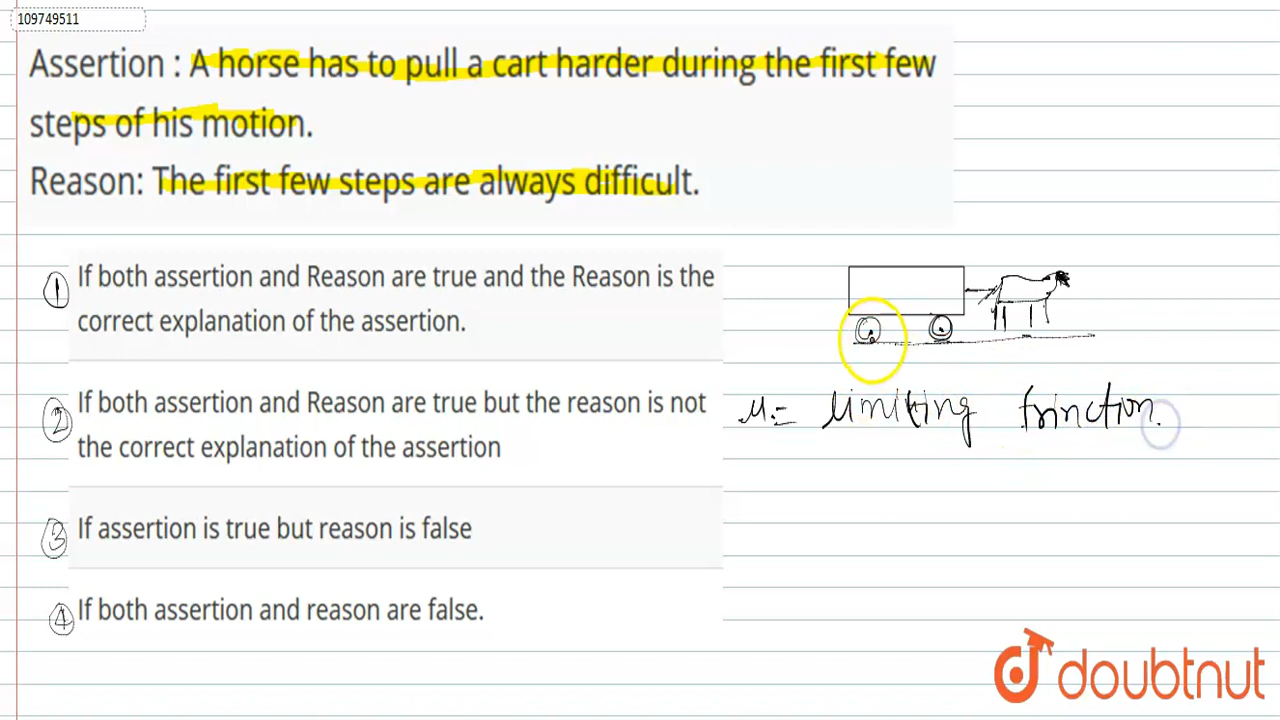 109749511
Assertion : A horse has to pull a cart harder during the first few
steps of his motion.
Reason: The first few steps are always difficult.
1 If both assertion and Reason are true and the Reason is the
correct explanation of the assertion.
2 If both assertion and Reason are true but the reason is not
the correct explanation of the assertion
3 If assertion is true but reason is false
4 If both assertion and reason are false.
μ = limiting frinction.
doubtnut